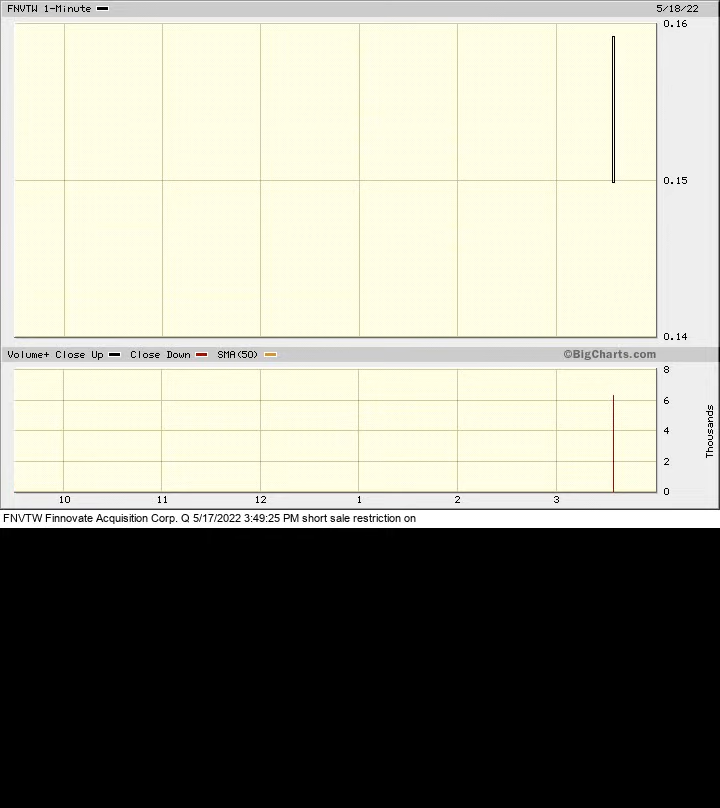 FNVTW 1-Minute 5/18/22
0.16
0.15
0.14
Volume+ Close Up Close Down SMA(50) ©BigCharts.com
8
6
4
2
0
Thousands
10 11 12 1 2 3
FNVTW Finnovate Acquisition Corp. Q 5/17/2022 3:49:25 PM short sale restriction on